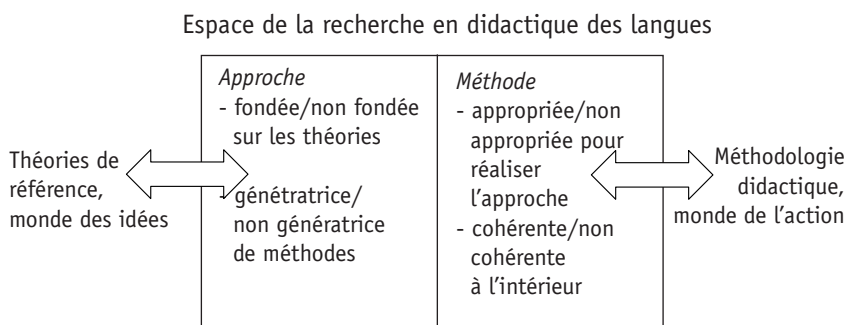 Espace de la recherche en didactique des langues
Approche
- fondée/non fondée
sur les théories
- génétratrice/
non génératrice
de méthodes
Méthode
- appropriée/non
appropriée pour
réaliser
l'approche
- cohérente/non
cohérente
à l'intérieur
Théories de
référence,
monde des idées
Méthodologie
didactique,
monde de l'action